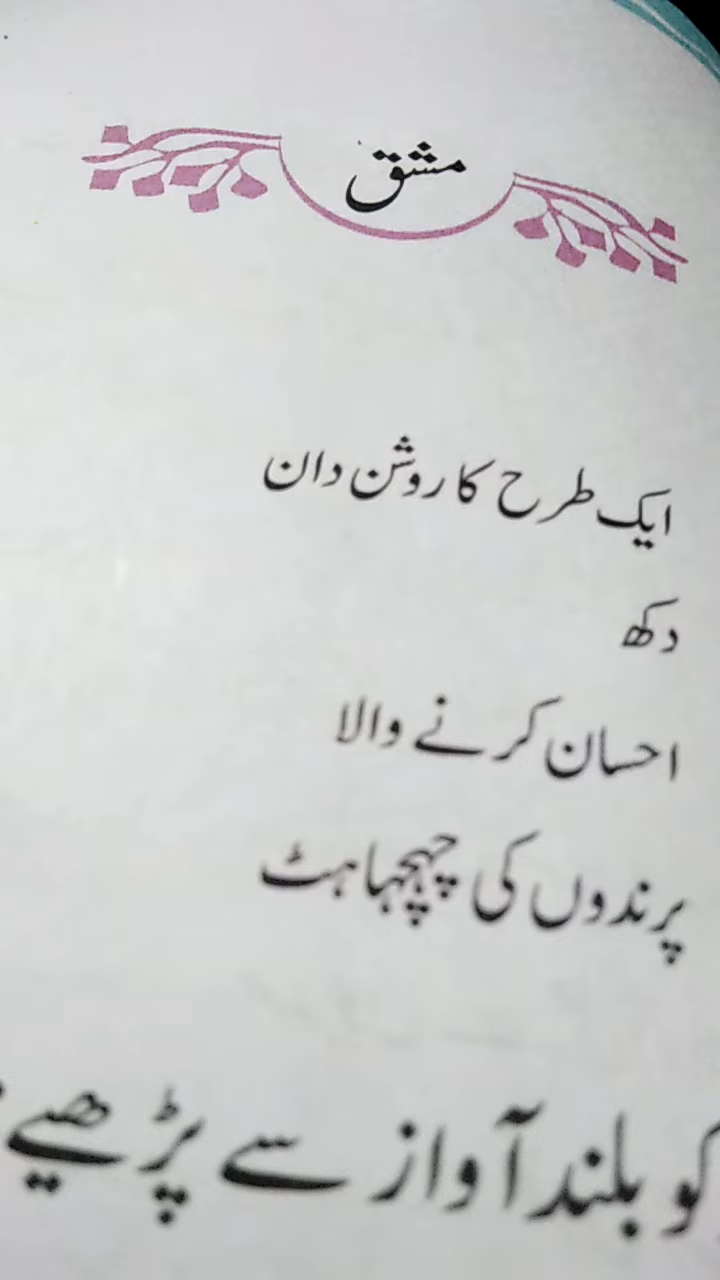 مشق
ایک طرح کا روشن دان
دکھ
احسان کرنے والا
پرندوں کی چہچہاہٹ
کو بلند آواز سے پڑھیے